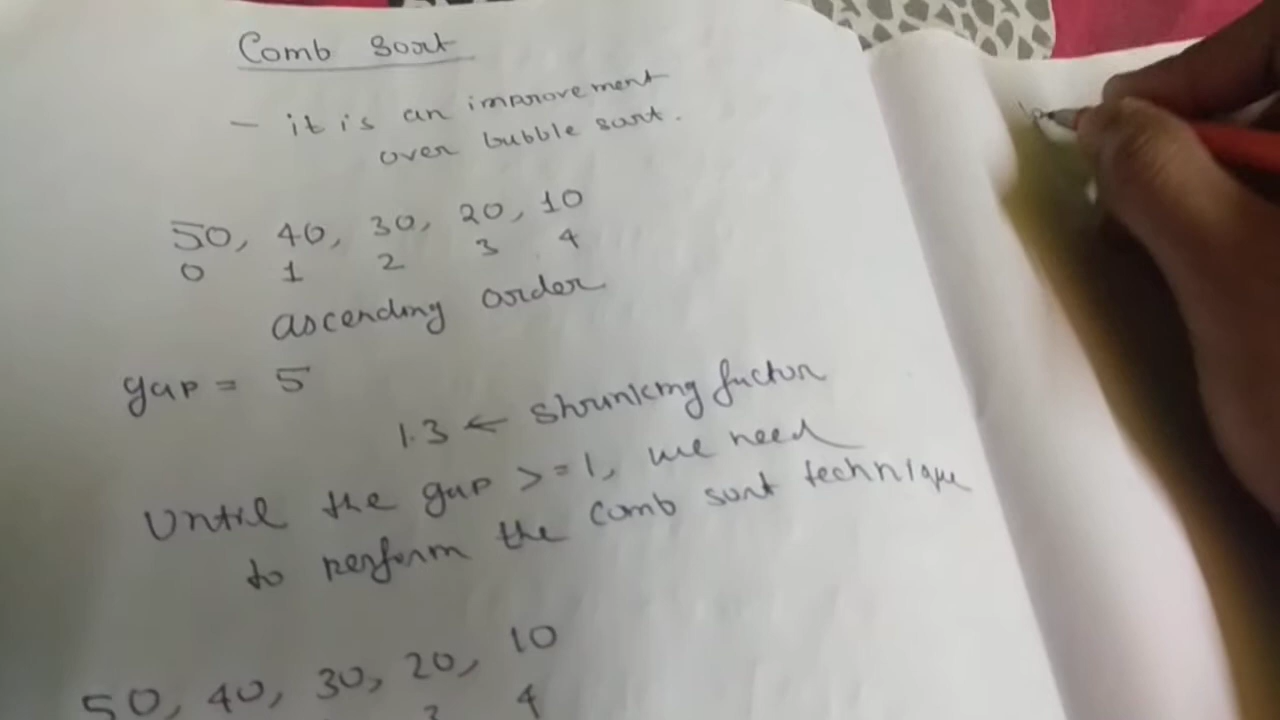 Comb sort
- it is an improvement
over bubble sort.
50, 40, 30, 20, 10
0 1 2 3 4
ascending order
gap = 5
1.3 ← shrunking factor
Until the gap >=1, we need
to perform the comb sort technique
50, 40, 30, 20, 10
3 4